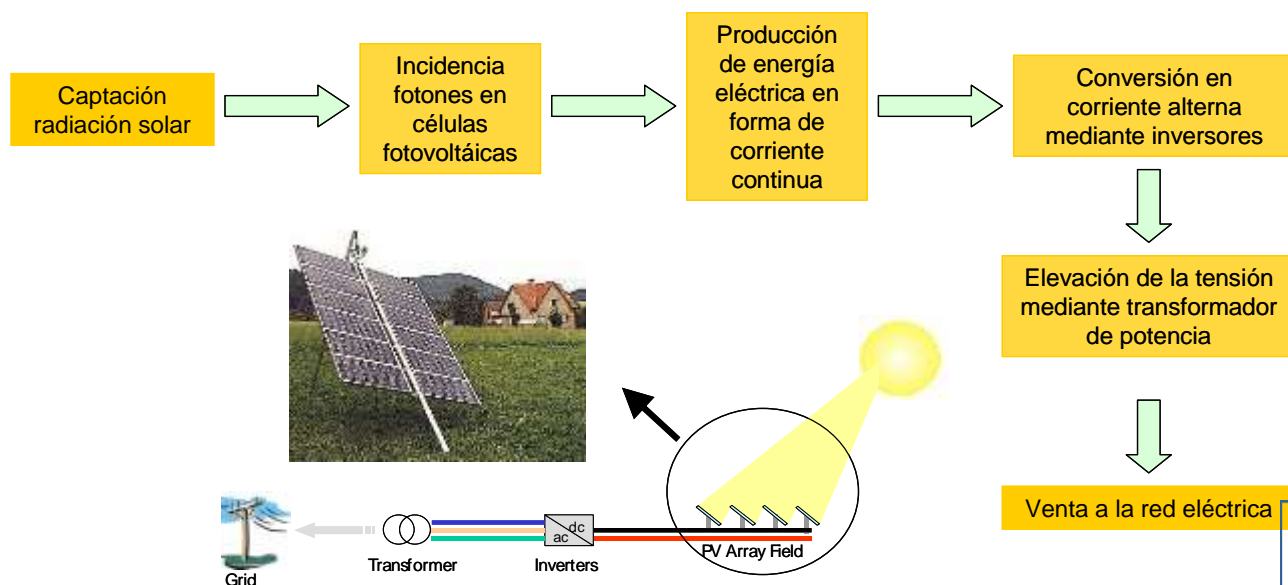 Captación
radiación solar
Incidencia
fotones en
células
fotovoltáicas
Producción
de energía
eléctrica en
forma de
corriente
continua
Conversión en
corriente alterna
mediante inversores
Elevación de la tensión
mediante transformador
de potencia
Venta a la red eléctrica
dc
ac
PV Array Field
Transformer
Inverters
Grid